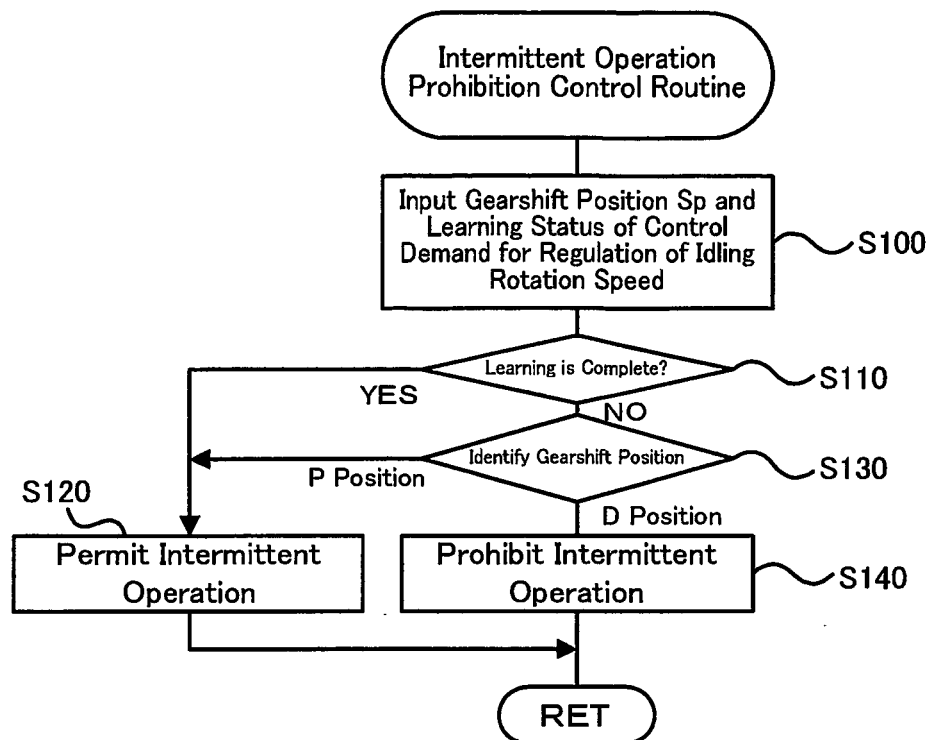 Intermittent Operation
Prohibition Control Routine
Input Gearshift Position Sp and
Learning Status of Control
Demand for Regulation of Idling
Rotation Speed
S100
Learning is Complete?
S110
YES
NO
Identify Gearshift Position
S130
P Position
S120
D Position
Permit Intermittent
Operation
Prohibit Intermittent
Operation
S140
RET